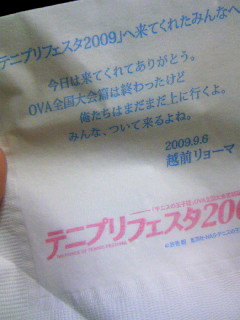 テニプリフェスタ2009」へ来てくれたみんなへ
今日は来てくれてありがとう。
OVA全国大会篇は終わったけど
俺たちはまだまだ上に行くよ。
みんな、ついて来るよね。
2009.9.6
越前リョーマ
テニプリフェスタ200